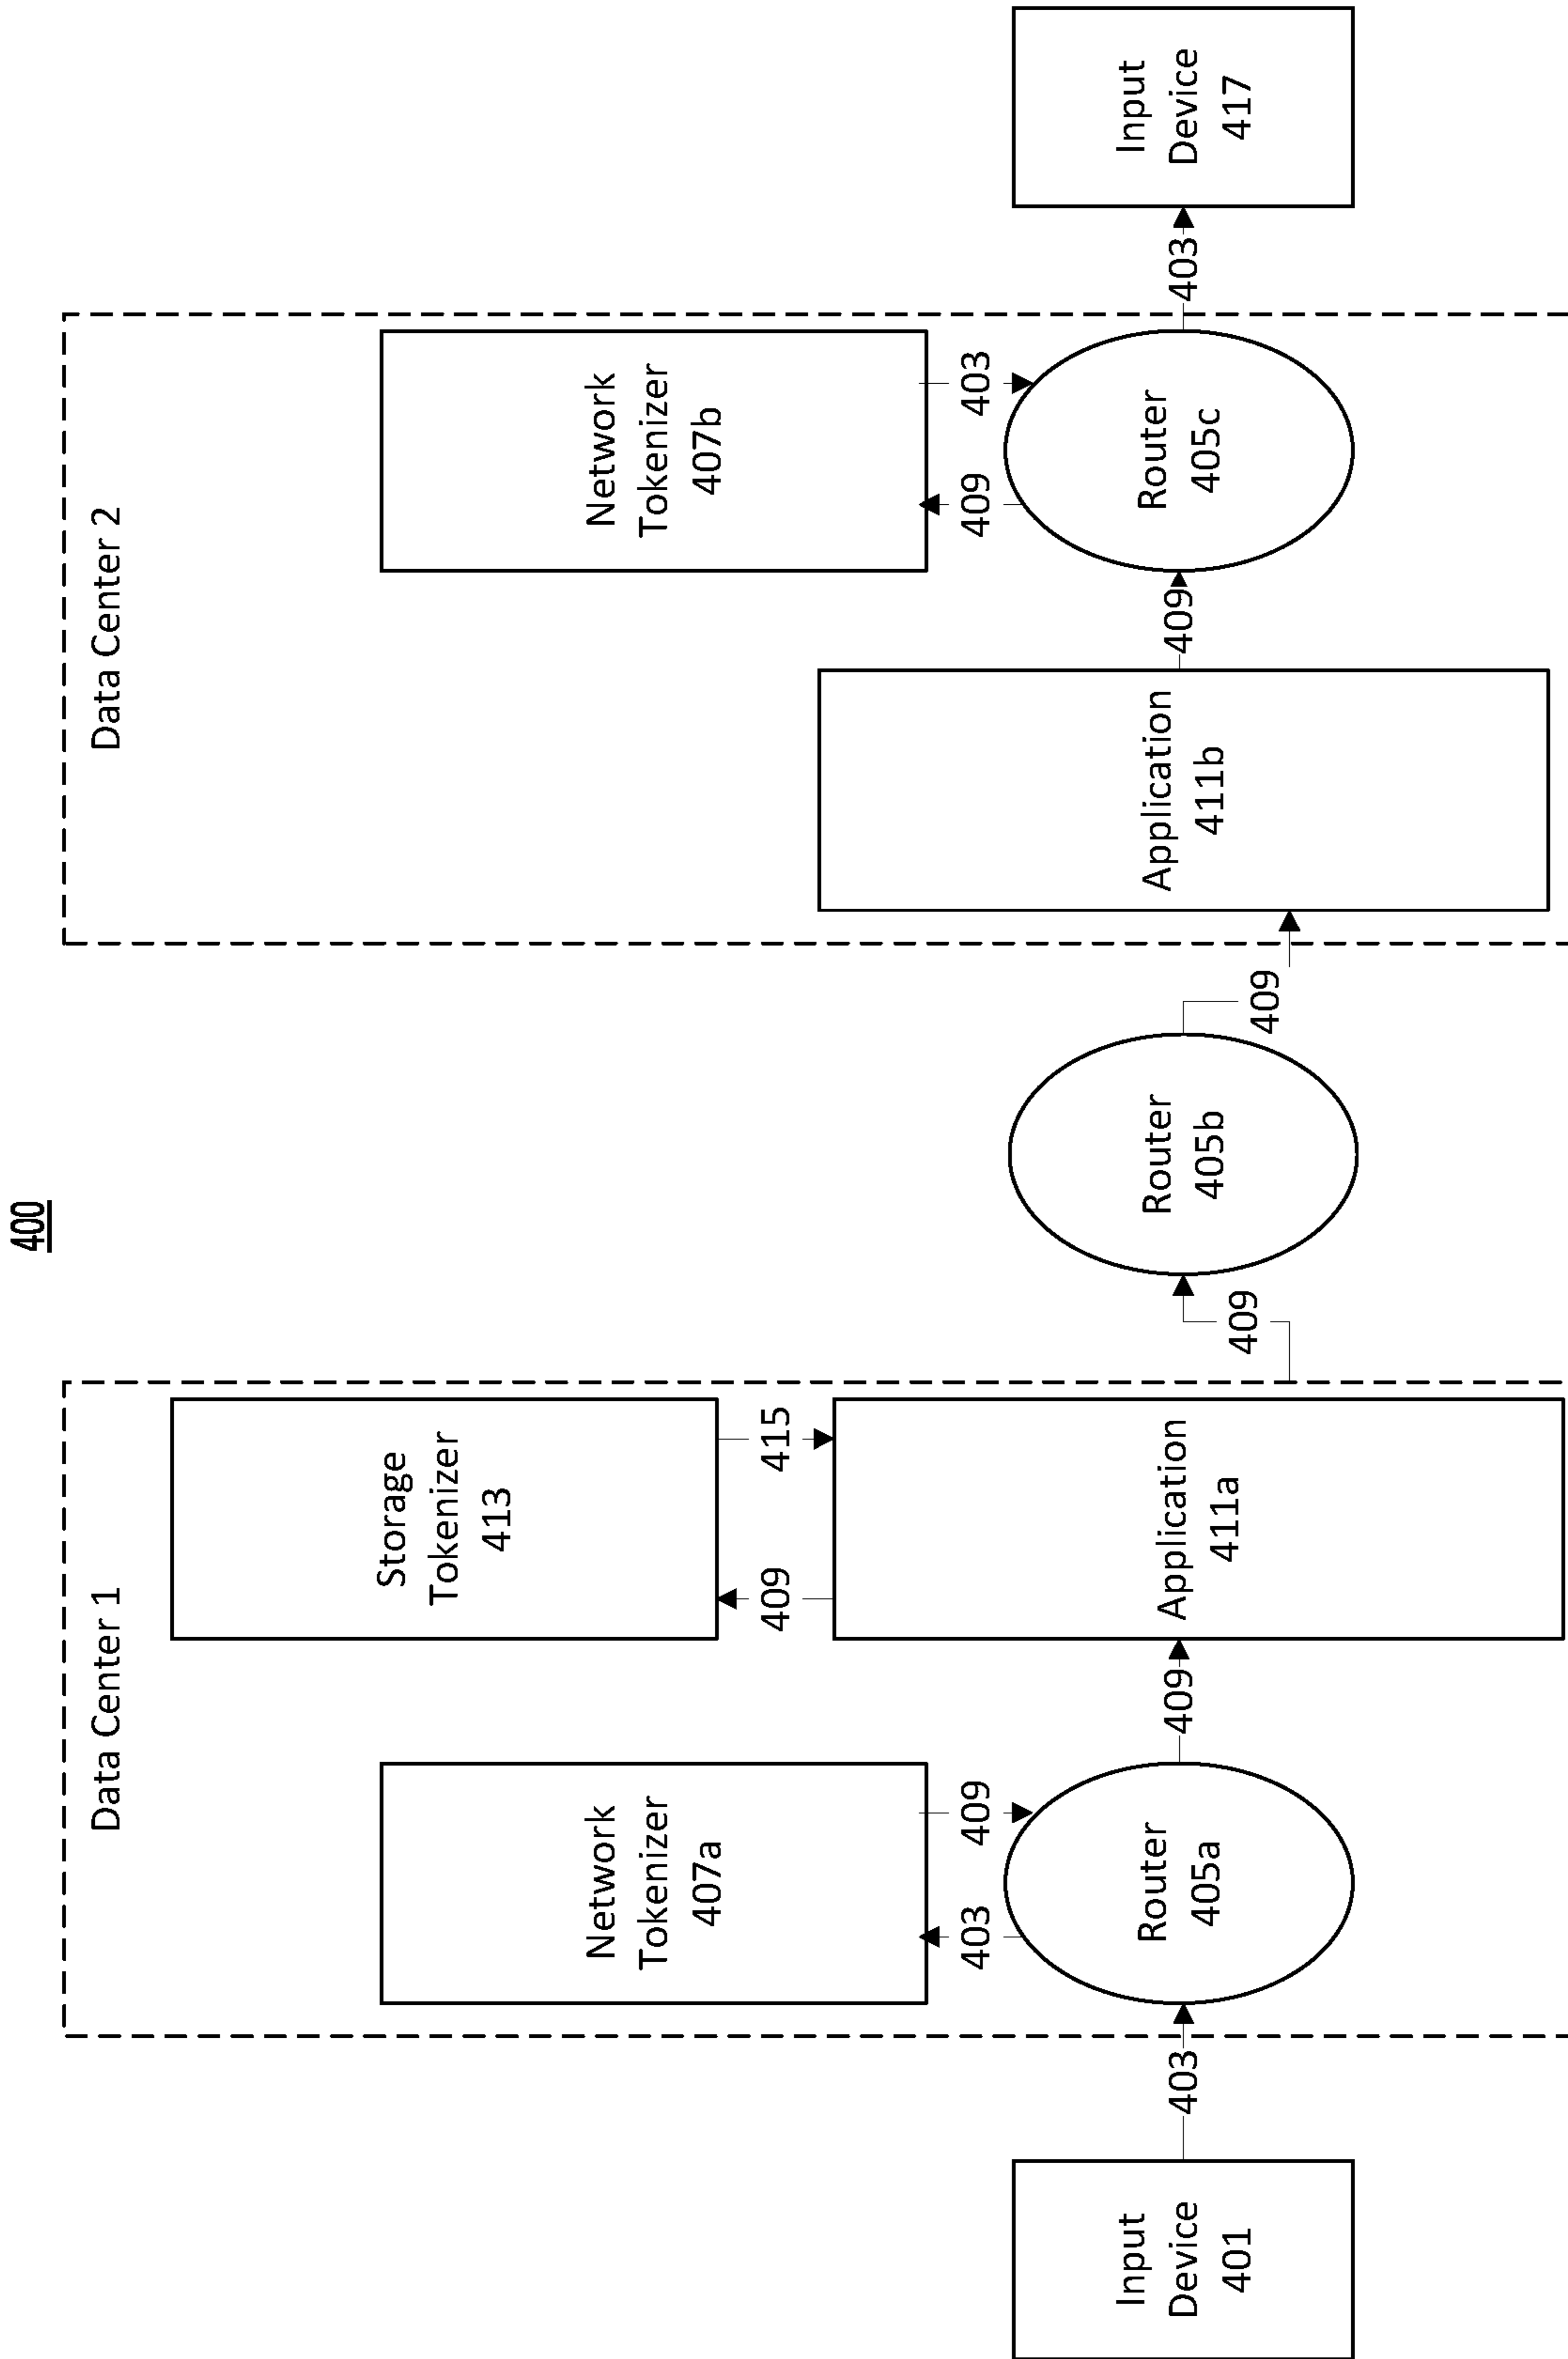 400
Data Center 1
Data Center 2
Storage
Tokenizer
413
Network
Tokenizer
407a
Network
Tokenizer
407b
409
415
403
409
409
403
Input
Device
401
403
Router
405a
409
Application
411a
409
Router
405b
409
Application
411b
409
Router
405c
403
Input
Device
417